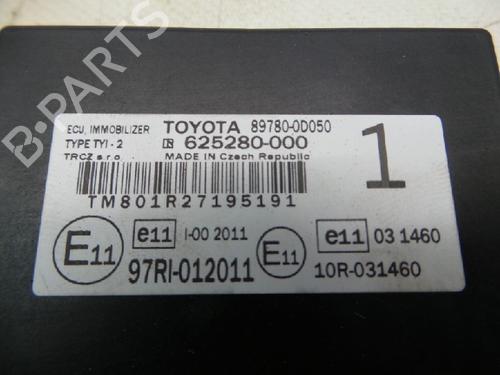 ECU, IMMOBILIZER TOYOTA 89780-0D050
TYPE TYI-2 R 625280-000
TRCZ s.r.o. MADE IN Czech Republic
1
TM801R27195191
E11 e11 I-00 2011 e11 03 1460
97RI-012011 E11 10R-031460
B-PARTS